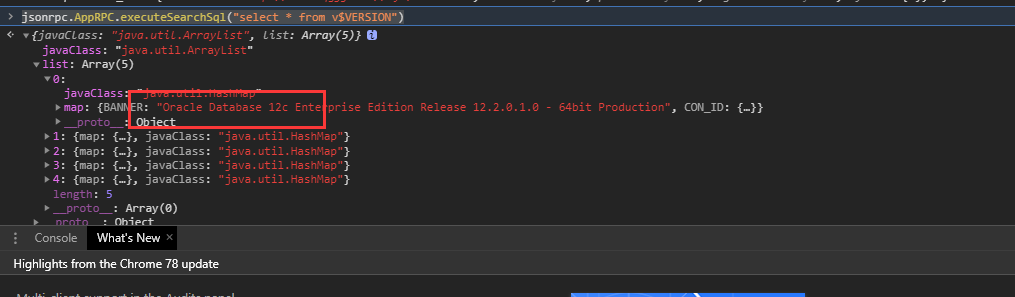 > jsonrpc.AppRPC.executeSearchSql("select * from v$VERSION")
{javaClass: "java.util.ArrayList", list: Array(5)}
javaClass: "java.util.ArrayList"
list: Array(5)
0:
javaClass: "java.util.HashMap"
map: {BANNER: "Oracle Database 12c Enterprise Edition Release 12.2.0.1.0 - 64bit Production", CON_ID: {…}}
__proto__: Object
1: {map: {…}, javaClass: "java.util.HashMap"}
2: {map: {…}, javaClass: "java.util.HashMap"}
3: {map: {…}, javaClass: "java.util.HashMap"}
4: {map: {…}, javaClass: "java.util.HashMap"}
length: 5
__proto__: Array(0)
__proto__: Object
Console What's New ×
Highlights from the Chrome 78 update
Multi-client support in the Audits panel